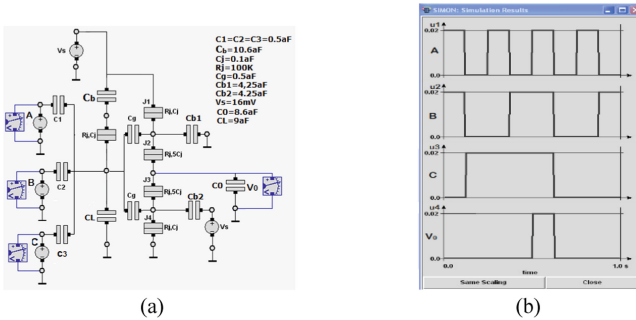 Vs
C1=C2=C3=0.5aF
Cb=10.6aF
Cj=0.1aF
Rj=100K
Cg=0.5aF
Cb1=4,25aF
Cb2=4.25aF
Vs=16mV
C0=8.6aF
CL=9aF
Cb
J1
Rj,Cj
A
C1
Cg
Cb1
Rj,Cj
J2
Rj,5Cj
B
C2
J3
Rj,5Cj
C0
V0
CL
Cg
Cb2
J4
Rj,Cj
Vs
C
C3
(a)
SIMON: Simulation Results
u1
0.02
A
0.0
u2
0.02
B
0.0
u3
0.02
C
0.0
u4
0.02
V0
0.0
0.0
1.0 s
time
Same Scaling
Close
(b)